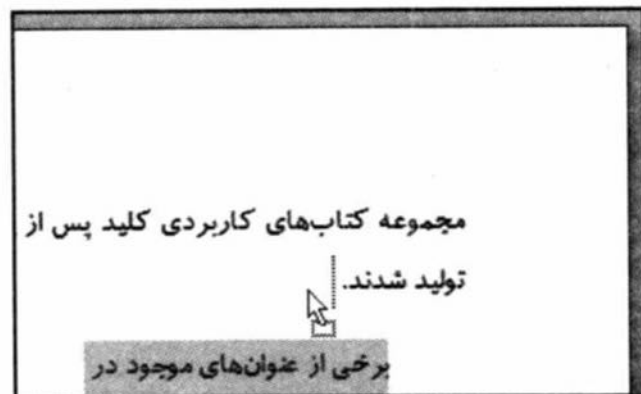 مجموعه کتاب‌های کاربردی کلید پس از
تولید شدند.
برخی از عنوان‌های موجود در